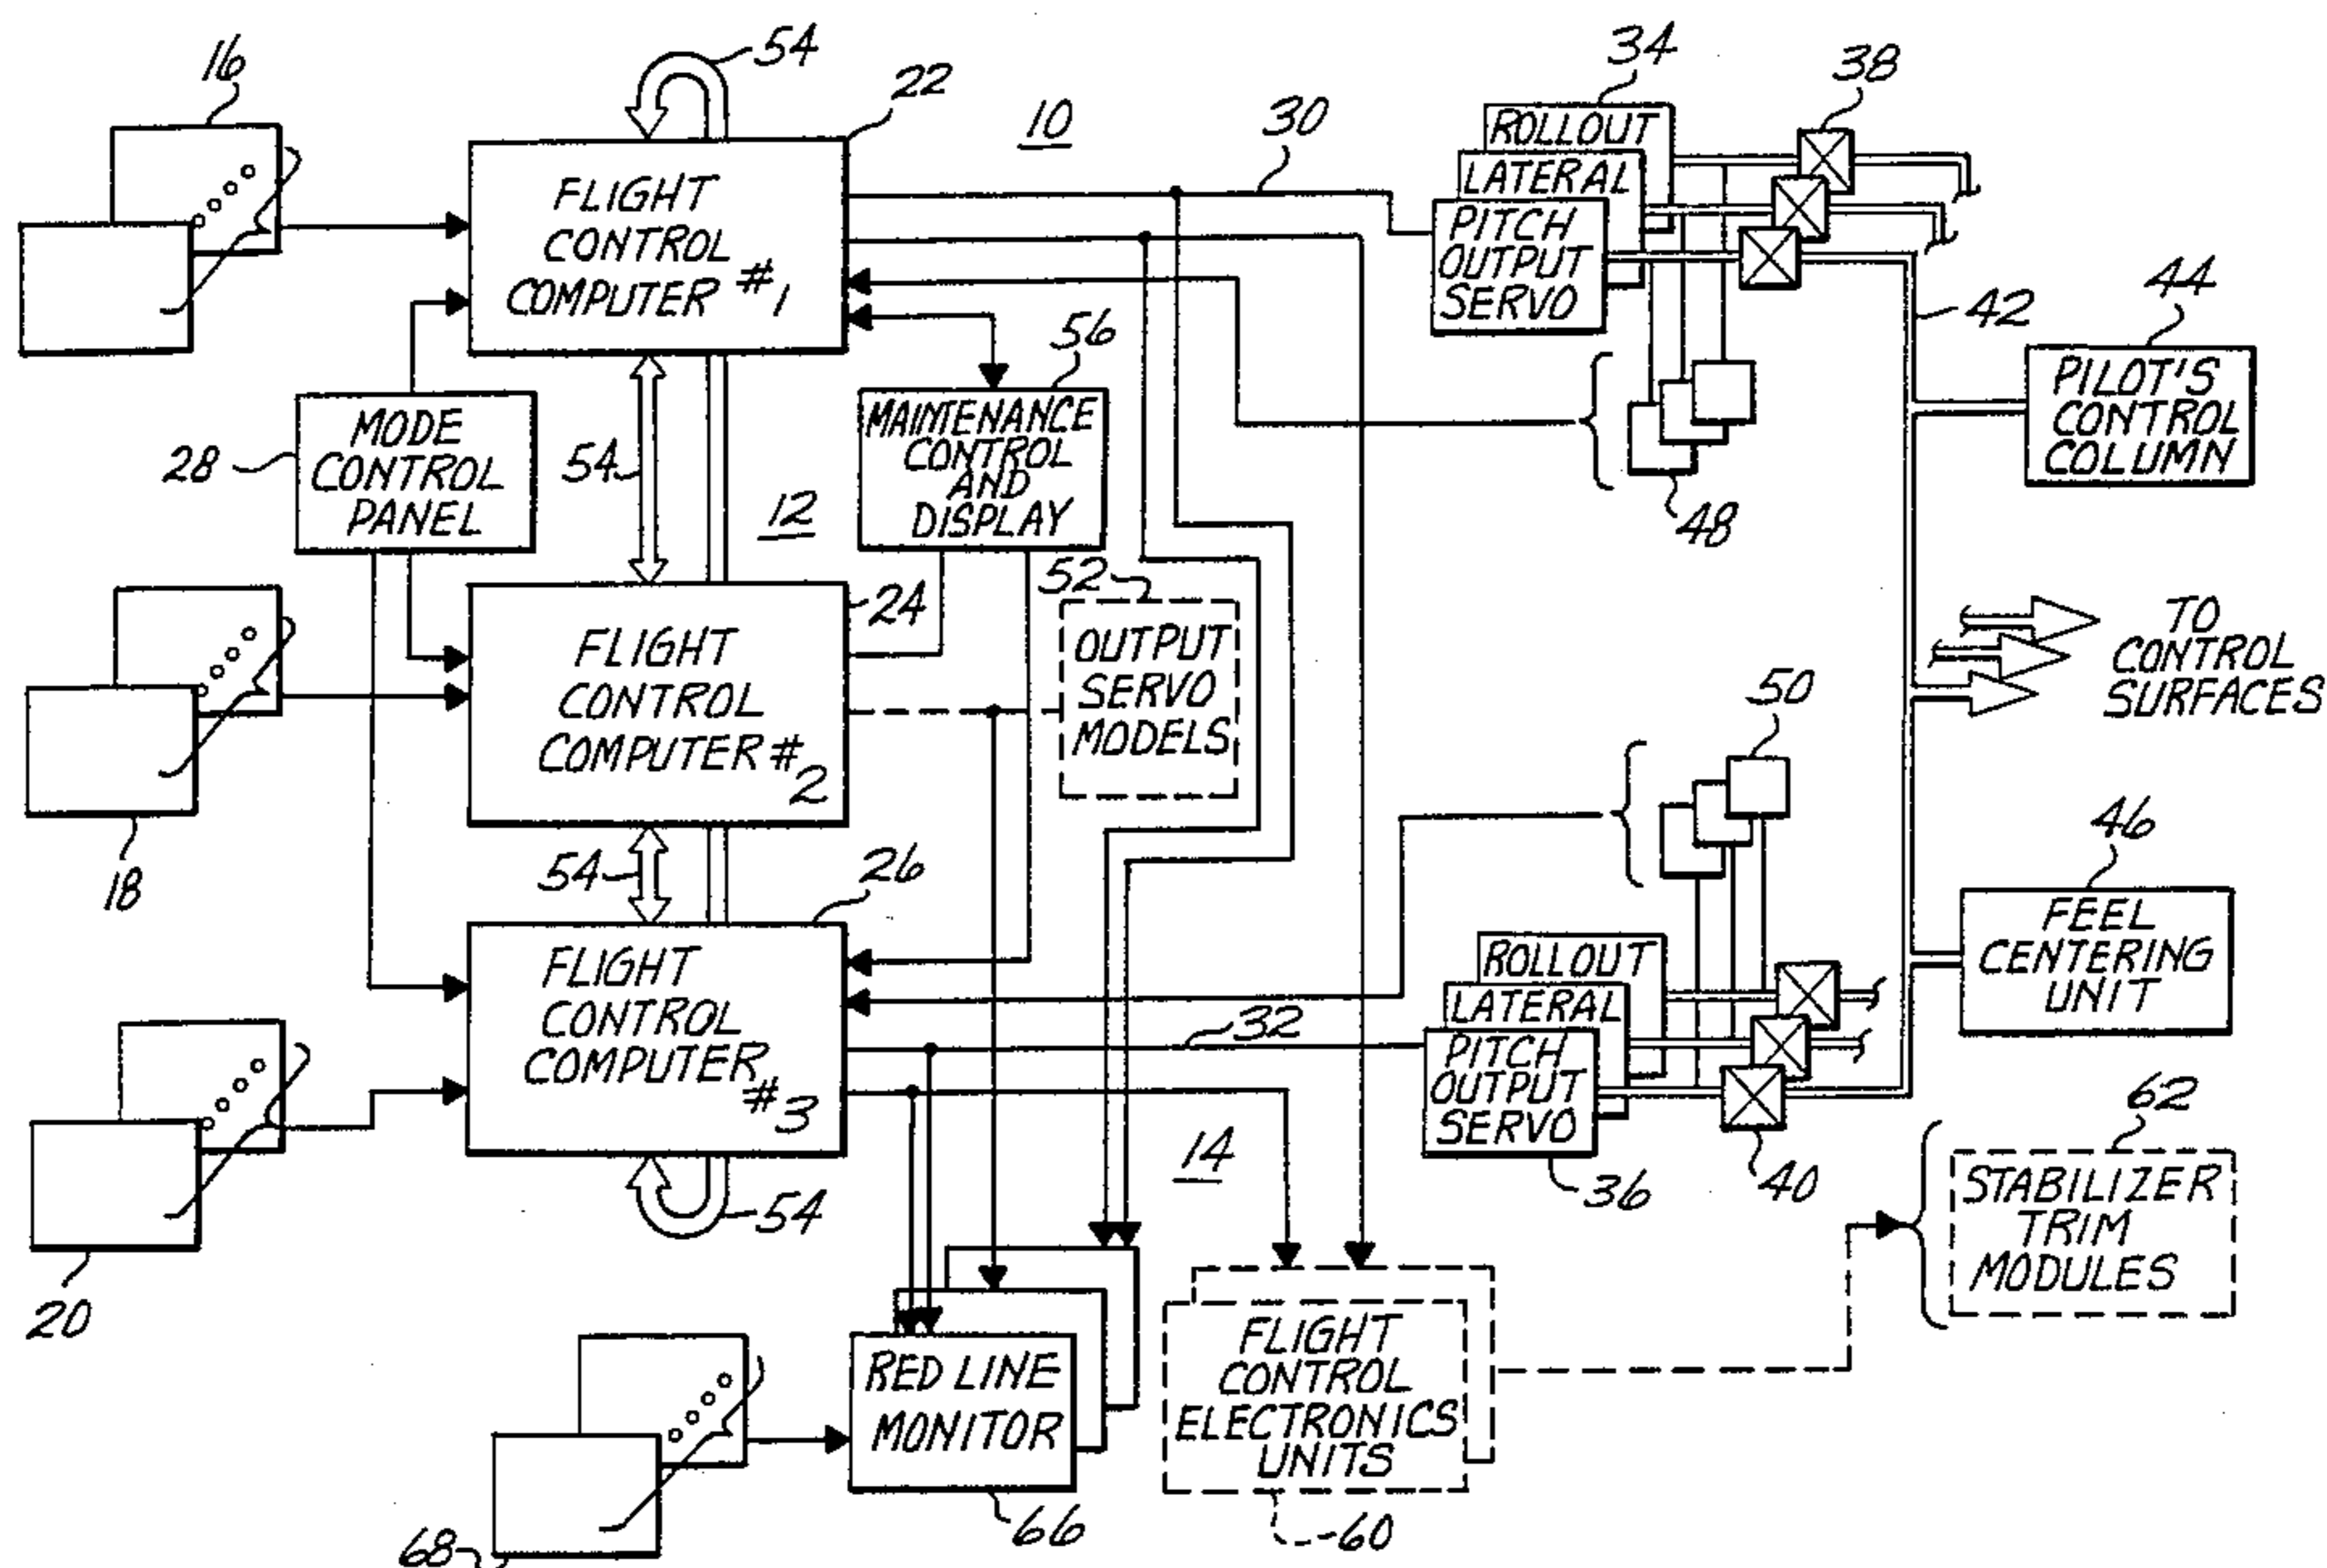 16
54
22
10
30
34
38
ROLLOUT
LATERAL
PITCH
OUTPUT
SERVO
FLIGHT
CONTROL
COMPUTER #1
42
44
PILOT'S
CONTROL
COLUMN
56
MAINTENANCE
CONTROL
AND
DISPLAY
28
MODE
CONTROL
PANEL
54
12
48
52
24
OUTPUT
SERVO
MODELS
FLIGHT
CONTROL
COMPUTER #2
TO
CONTROL
SURFACES
50
18
54
26
46
FEEL
CENTERING
UNIT
FLIGHT
CONTROL
COMPUTER #3
32
ROLLOUT
LATERAL
PITCH
OUTPUT
SERVO
36
40
62
STABILIZER
TRIM
MODULES
14
54
20
RED LINE
MONITOR
66
FLIGHT
CONTROL
ELECTRONICS
UNITS
60
68